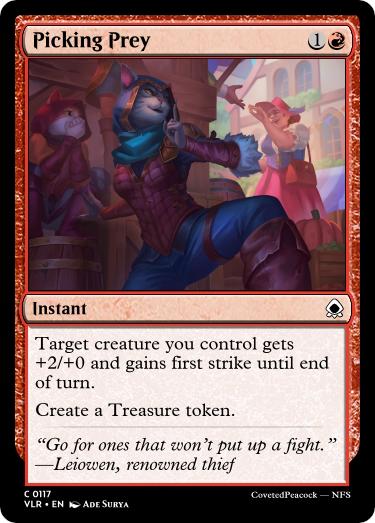 Picking Prey 1
Instant
Target creature you control gets
+2/+0 and gains first strike until end
of turn.
Create a Treasure token.
“Go for ones that won’t put up a fight.”
—Leiowen, renowned thief
C 0117
VLR • EN Ade Surya
CovetedPeacock — NFS